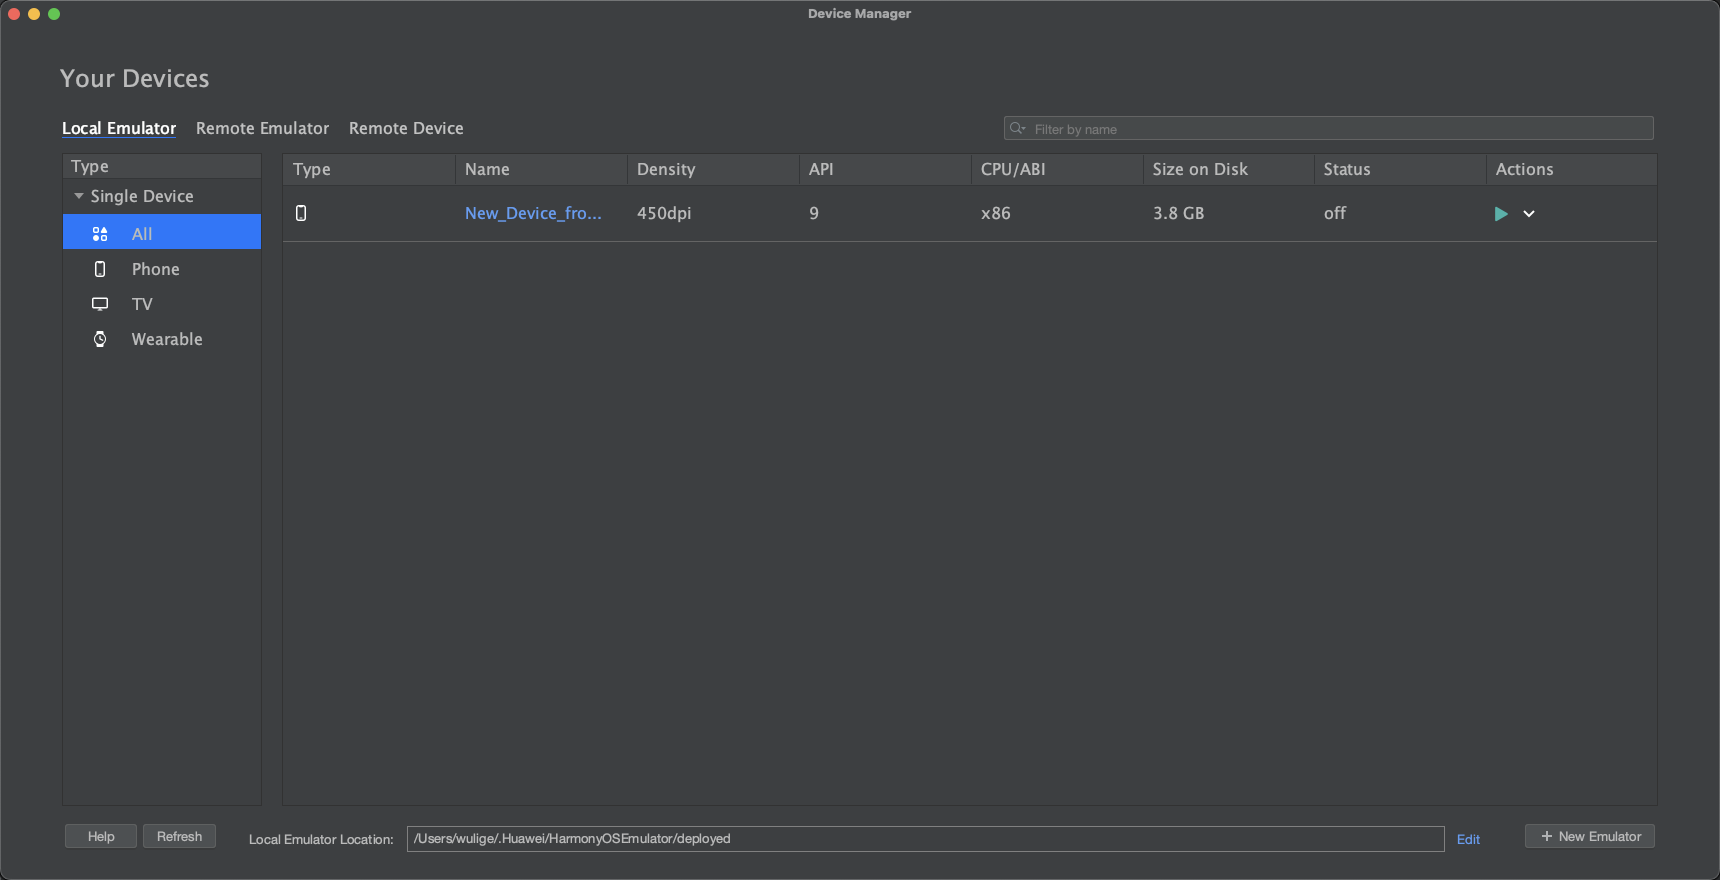 Device Manager
Your Devices
Local Emulator Remote Emulator Remote Device
Filter by name
Type
Single Device
All
Phone
TV
Wearable
Type Name Density API CPU/ABI Size on Disk Status Actions
New_Device_fro... 450dpi 9 x86 3.8 GB off
Help Refresh Local Emulator Location: /Users/wulige/.Huawei/HarmonyOSEmulator/deployed Edit + New Emulator